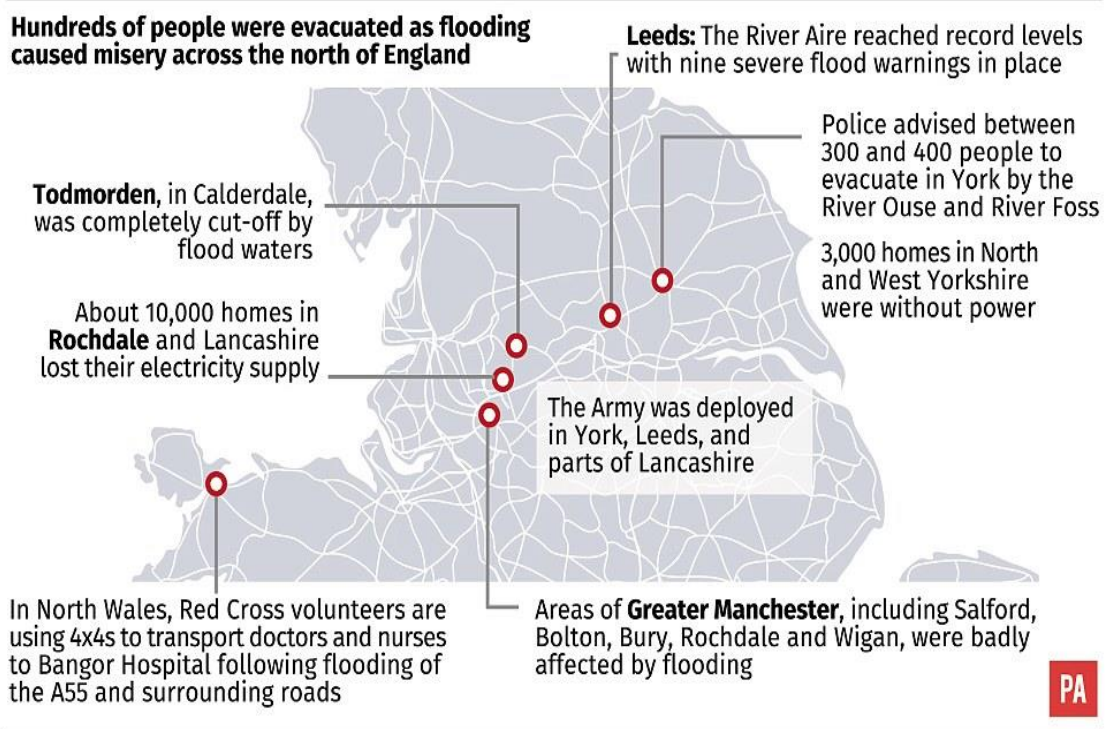 Hundreds of people were evacuated as flooding
caused misery across the north of England
Leeds: The River Aire reached record levels
with nine severe flood warnings in place
Police advised between
300 and 400 people to
evacuate in York by the
River Ouse and River Foss
3,000 homes in North
and West Yorkshire
were without power
Todmorden, in Calderdale,
was completely cut-off by
flood waters
About 10,000 homes in
Rochdale and Lancashire
lost their electricity supply
The Army was deployed
in York, Leeds, and
parts of Lancashire
In North Wales, Red Cross volunteers are
using 4x4s to transport doctors and nurses
to Bangor Hospital following flooding of
the A55 and surrounding roads
Areas of Greater Manchester, including Salford,
Bolton, Bury, Rochdale and Wigan, were badly
affected by flooding
PA